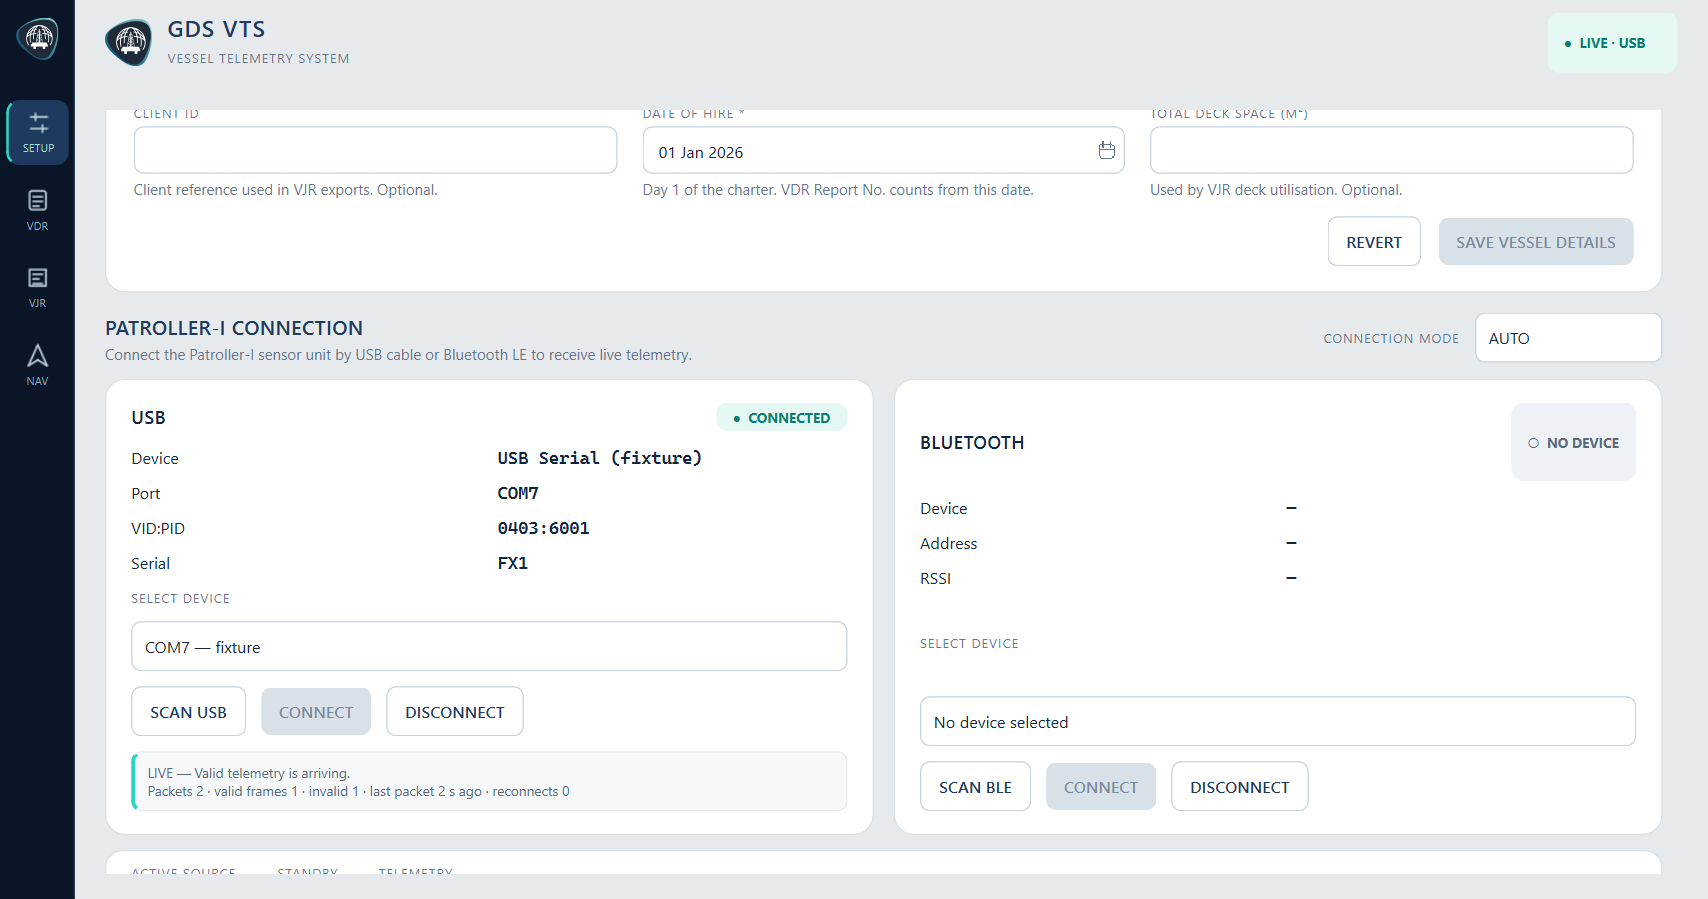 GDS VTS
VESSEL TELEMETRY SYSTEM
● LIVE · USB
SETUP
VDR
VJR
NAV
CLIENT ID
DATE OF HIRE *
TOTAL DECK SPACE (M²)
01 Jan 2026
Client reference used in VJR exports. Optional.
Day 1 of the charter. VDR Report No. counts from this date.
Used by VJR deck utilisation. Optional.
REVERT
SAVE VESSEL DETAILS
PATROLLER-I CONNECTION
Connect the Patroller-I sensor unit by USB cable or Bluetooth LE to receive live telemetry.
CONNECTION MODE
AUTO
USB
● CONNECTED
Device USB Serial (fixture)
Port COM7
VID:PID 0403:6001
Serial FX1
SELECT DEVICE
COM7 — fixture
SCAN USB
CONNECT
DISCONNECT
LIVE — Valid telemetry is arriving.
Packets 2 · valid frames 1 · invalid 1 · last packet 2 s ago · reconnects 0
BLUETOOTH
○ NO DEVICE
Device –
Address –
RSSI –
SELECT DEVICE
No device selected
SCAN BLE
CONNECT
DISCONNECT
ACTIVE SOURCE
STANDBY
TELEMETRY